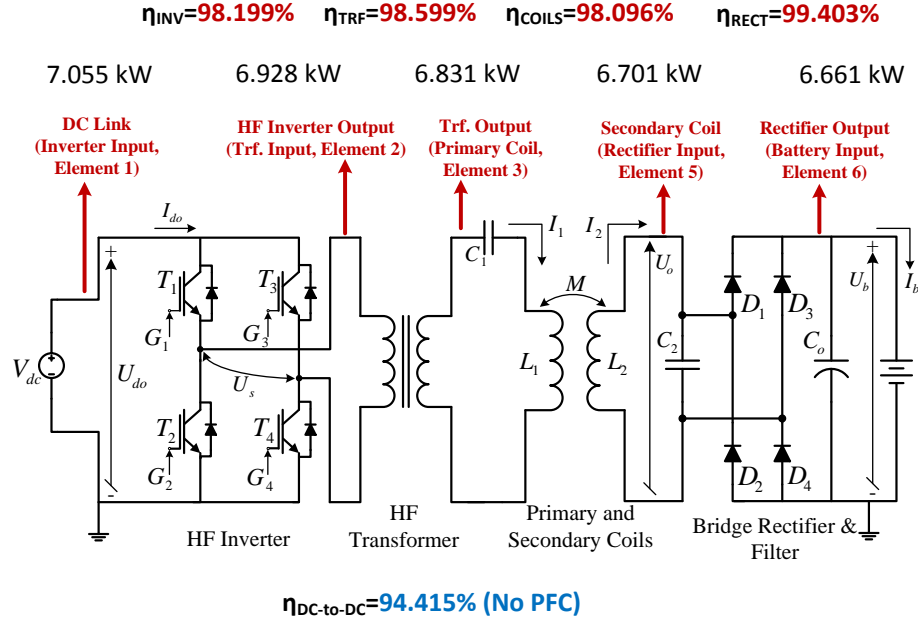 ηINV=98.199% ηTRF=98.599% ηCOILS=98.096% ηRECT=99.403%
7.055 kW 6.928 kW 6.831 kW 6.701 kW 6.661 kW
DC Link
(Inverter Input,
Element 1)
HF Inverter Output
(Trf. Input, Element 2)
Trf. Output
(Primary Coil,
Element 3)
Secondary Coil
(Rectifier Input,
Element 5)
Rectifier Output
(Battery Input,
Element 6)
Ido
C1
I1
I2
+
Uo
+
Ub
Ib
T1
T3
G1
G3
M
D1
D3
Vdc
+
-
Udo
Us
L1
L2
C2
Co
T2
T4
G2
G4
D2
D4
-
-
HF Inverter
HF
Transformer
Primary and
Secondary Coils
Bridge Rectifier &
Filter
ηDC-to-DC=94.415% (No PFC)